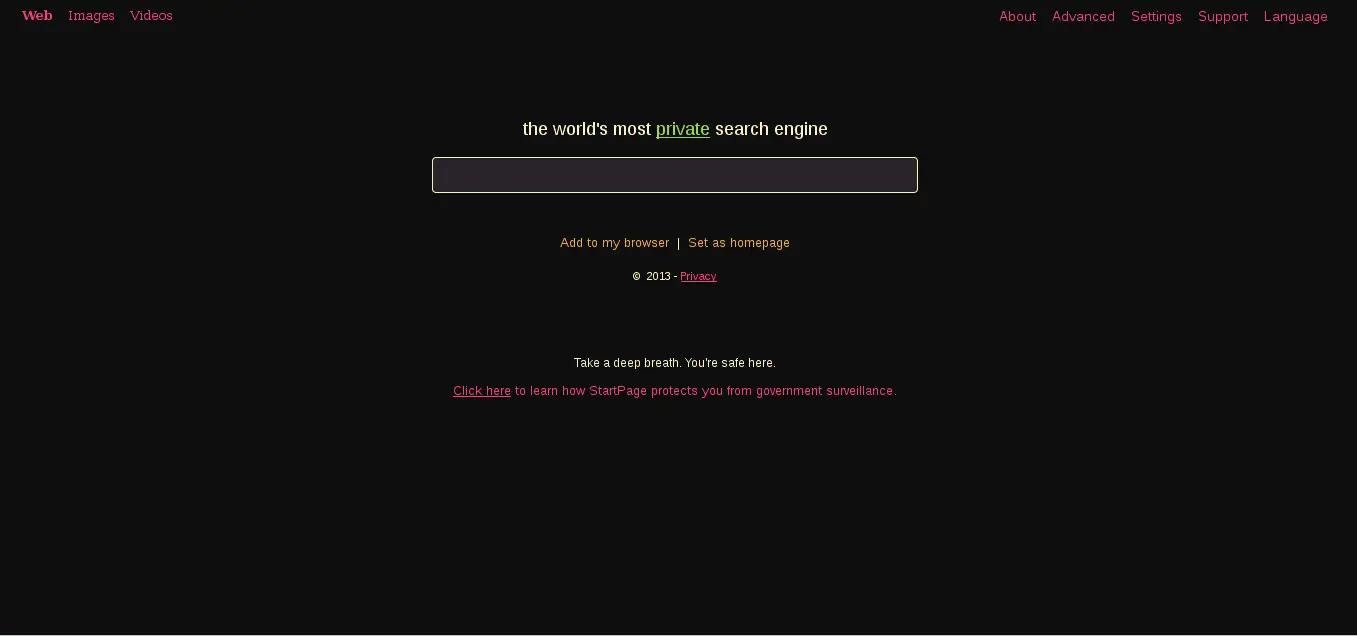 Web Images Videos About Advanced Settings Support Language
the world's most private search engine
Add to my browser | Set as homepage
© 2013 - Privacy
Take a deep breath. You're safe here.
Click here to learn how StartPage protects you from government surveillance.